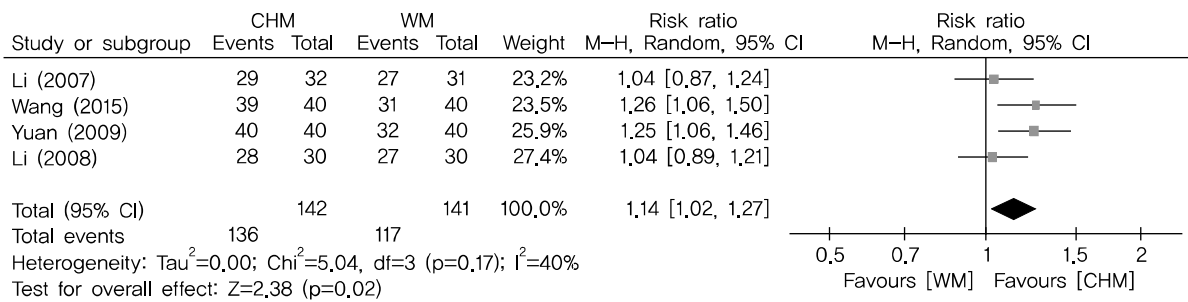 CHM WM Risk ratio Risk ratio
Study or subgroup Events Total Events Total Weight M-H, Random, 95% CI M-H, Random, 95% CI
Li (2007) 29 32 27 31 23.2% 1.04 [0.87, 1.24]
Wang (2015) 39 40 31 40 23.5% 1.26 [1.06, 1.50]
Yuan (2009) 40 40 32 40 25.9% 1.25 [1.06, 1.46]
Li (2008) 28 30 27 30 27.4% 1.04 [0.89, 1.21]
Total (95% CI) 142 141 100.0% 1.14 [1.02, 1.27]
Total events 136 117
Heterogeneity: Tau²=0.00; Chi²=5.04, df=3 (p=0.17); I²=40%
Test for overall effect: Z=2.38 (p=0.02)
0.5 0.7 1 1.5 2
Favours [WM] Favours [CHM]